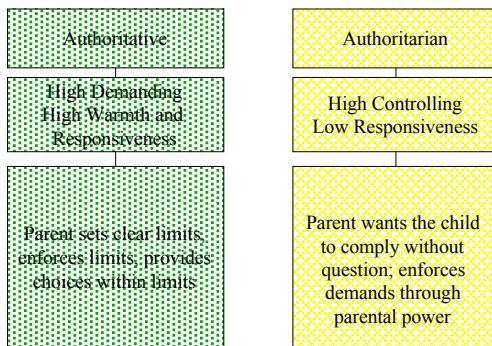 Authoritative
High Demanding
High Warmth and
Responsiveness
Parent sets clear limits,
enforces limits, provides
choices within limits
Authoritarian
High Controlling
Low Responsiveness
Parent wants the child
to comply without
question; enforces
demands through
parental power